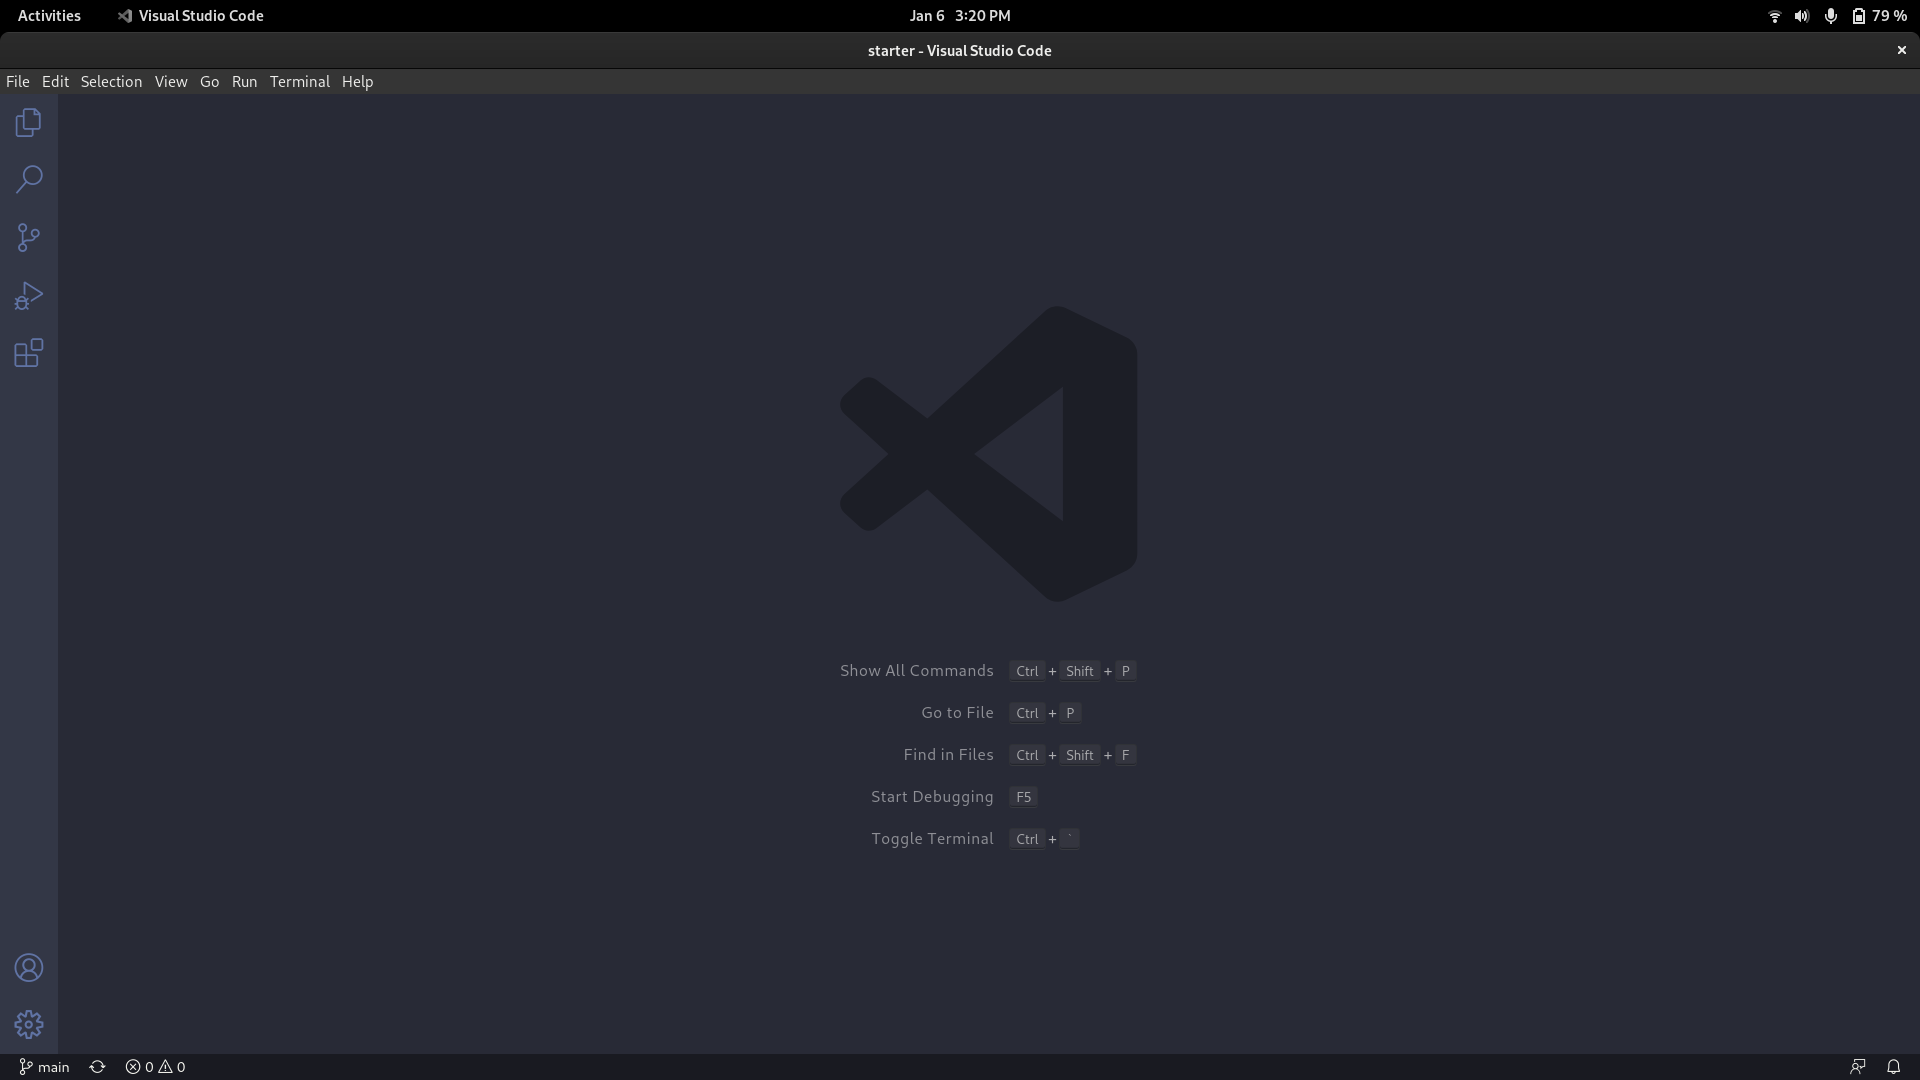 Activities Visual Studio Code Jan 6 3:20 PM 79 %
starter - Visual Studio Code
File Edit Selection View Go Run Terminal Help
Show All Commands Ctrl + Shift + P
Go to File Ctrl + P
Find in Files Ctrl + Shift + F
Start Debugging F5
Toggle Terminal Ctrl + `
main 0 0